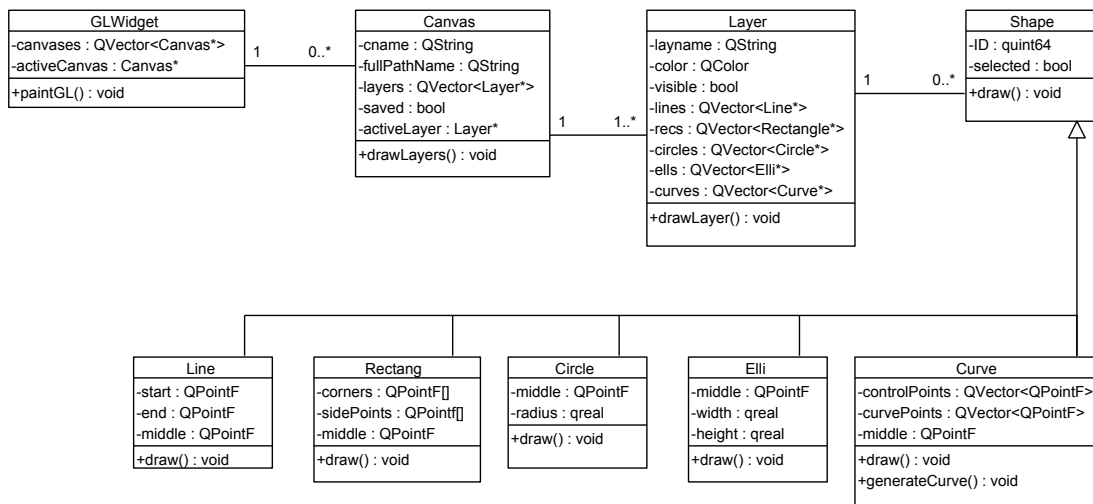 GLWidget
-canvases : QVector<Canvas*>
-activeCanvas : Canvas*
+paintGL() : void
1
0..*
Canvas
-cname : QString
-fullPathName : QString
-layers : QVector<Layer*>
-saved : bool
-activeLayer : Layer*
+drawLayers() : void
1
1..*
Layer
-layname : QString
-color : QColor
-visible : bool
-lines : QVector<Line*>
-recs : QVector<Rectangle*>
-circles : QVector<Circle*>
-ells : QVector<Elli*>
-curves : QVector<Curve*>
+drawLayer() : void
1
0..*
Shape
-ID : quint64
-selected : bool
+draw() : void
Line
-start : QPointF
-end : QPointF
-middle : QPointF
+draw() : void
Rectang
-corners : QPointF[]
-sidePoints : QPointf[]
-middle : QPointF
+draw() : void
Circle
-middle : QPointF
-radius : qreal
+draw() : void
Elli
-middle : QPointF
-width : qreal
-height : qreal
+draw() : void
Curve
-controlPoints : QVector<QPointF>
-curvePoints : QVector<QPointF>
-middle : QPointF
+draw() : void
+generateCurve() : void